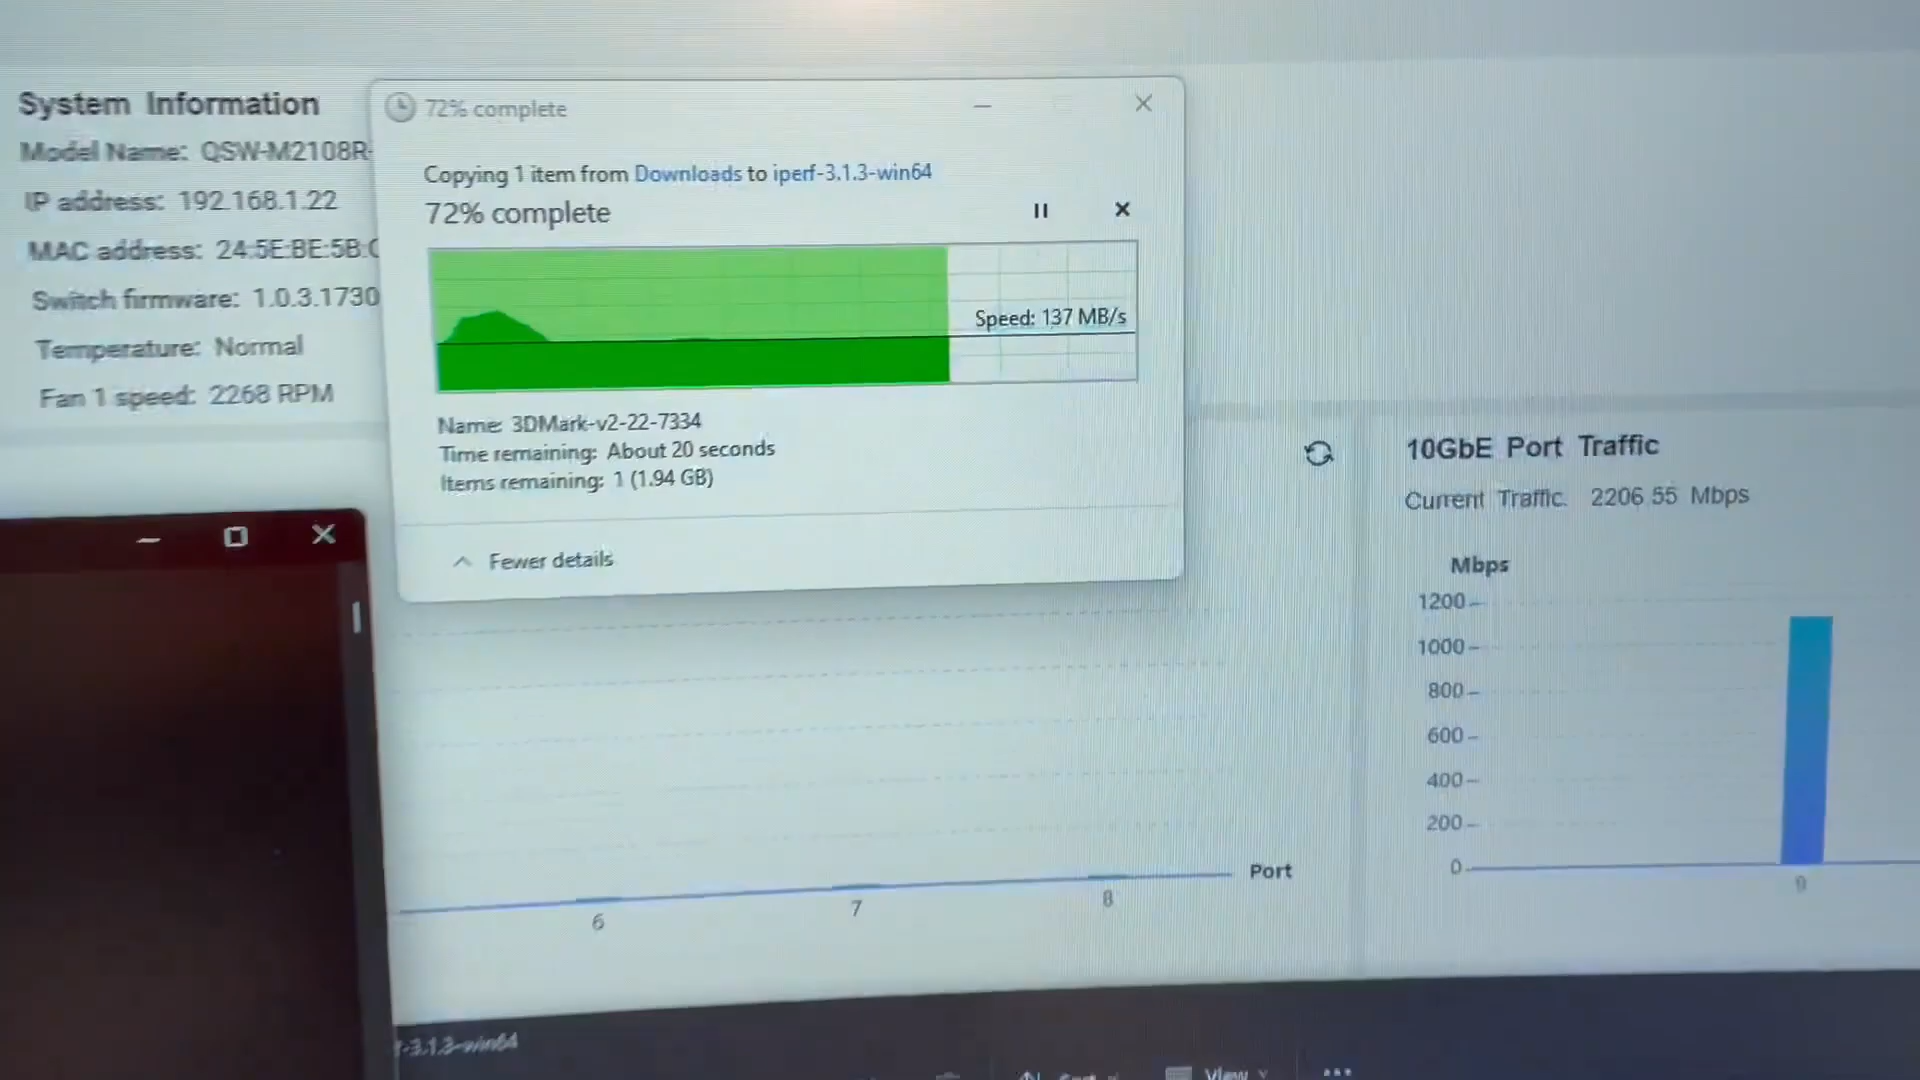 System Information
Model Name: QSW-M2108R-
IP address: 192.168.1.22
MAC address: 24:5E:BE:5B:C
Switch firmware: 1.0.3.1730
Temperature: Normal
Fan 1 speed: 2268 RPM
72% complete
Copying 1 item from Downloads to iperf-3.1.3-win64
72% complete
Speed: 137 MB/s
Name: 3DMark-v2-22-7334
Time remaining: About 20 seconds
Items remaining: 1 (1.94 GB)
Fewer details
6
7
8
Port
10GbE Port Traffic
Current Traffic: 2206.55 Mbps
Mbps
1200
1000
800
600
400
200
0
9
f-3.1.3-win64
View